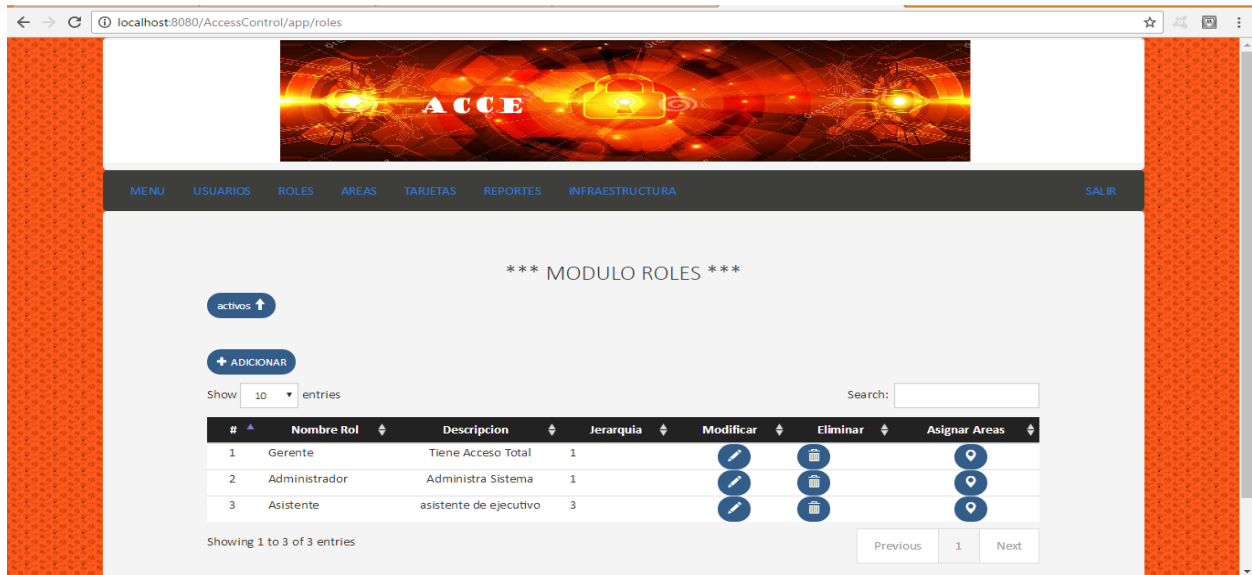 localhost:8080/AccessControl/app/roles
ACCE
MENU USUARIOS ROLES AREAS TARJETAS REPORTES INFRAESTRUCTURA SALIR
*** MODULO ROLES ***
activos
ADICIONAR
Show 10 entries Search:
# Nombre Rol Descripcion Jerarquia Modificar Eliminar Asignar Areas
1 Gerente Tiene Acceso Total 1
2 Administrador Administra Sistema 1
3 Asistente asistente de ejecutivo 3
Showing 1 to 3 of 3 entries Previous 1 Next